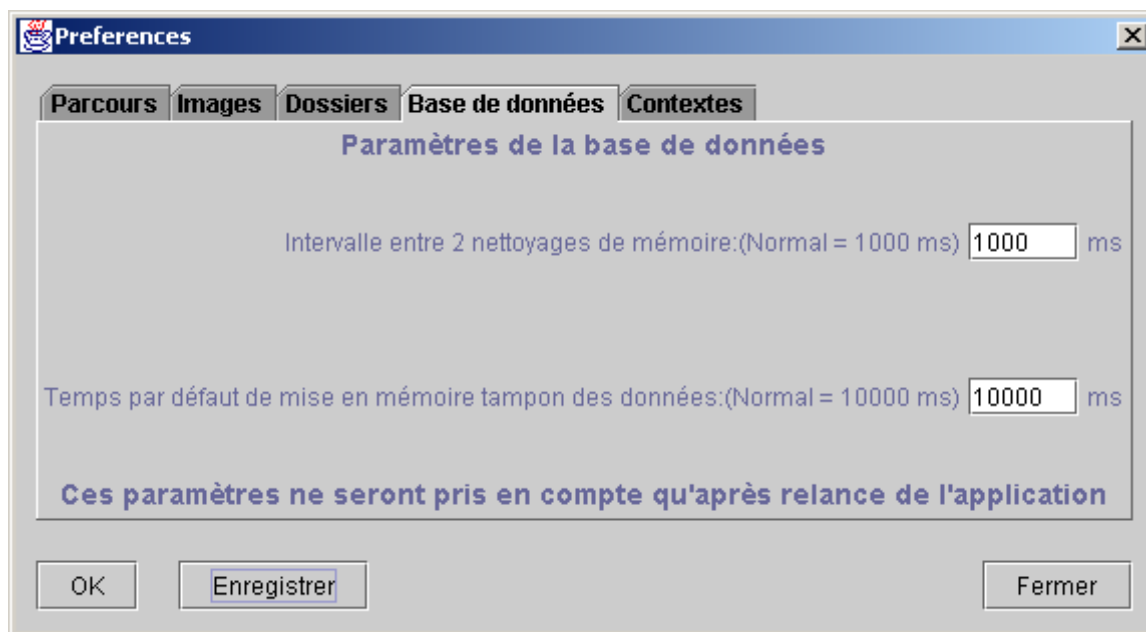 Preferences
Parcours Images Dossiers Base de données Contextes
Paramètres de la base de données
Intervalle entre 2 nettoyages de mémoire:(Normal = 1000 ms) 1000 ms
Temps par défaut de mise en mémoire tampon des données:(Normal = 10000 ms) 10000 ms
Ces paramètres ne seront pris en compte qu'après relance de l'application
OK Enregistrer Fermer